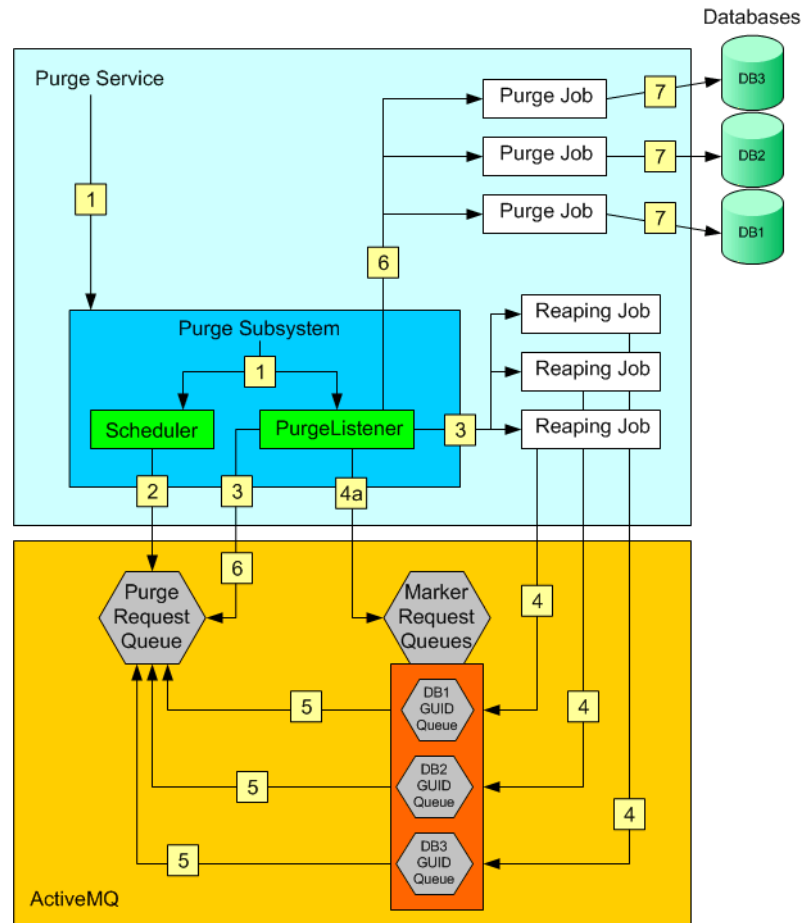 Databases
Purge Service
DB3
Purge Job
7
Purge Job
7
DB2
1
Purge Job
7
DB1
6
Reaping Job
Purge Subsystem
1
Reaping Job
Scheduler
PurgeListener
3
Reaping Job
2
3
4a
6
Purge
Request
Queue
Marker
Request
Queues
4
DB1
GUID
Queue
5
4
DB2
GUID
Queue
5
4
DB3
GUID
Queue
5
ActiveMQ